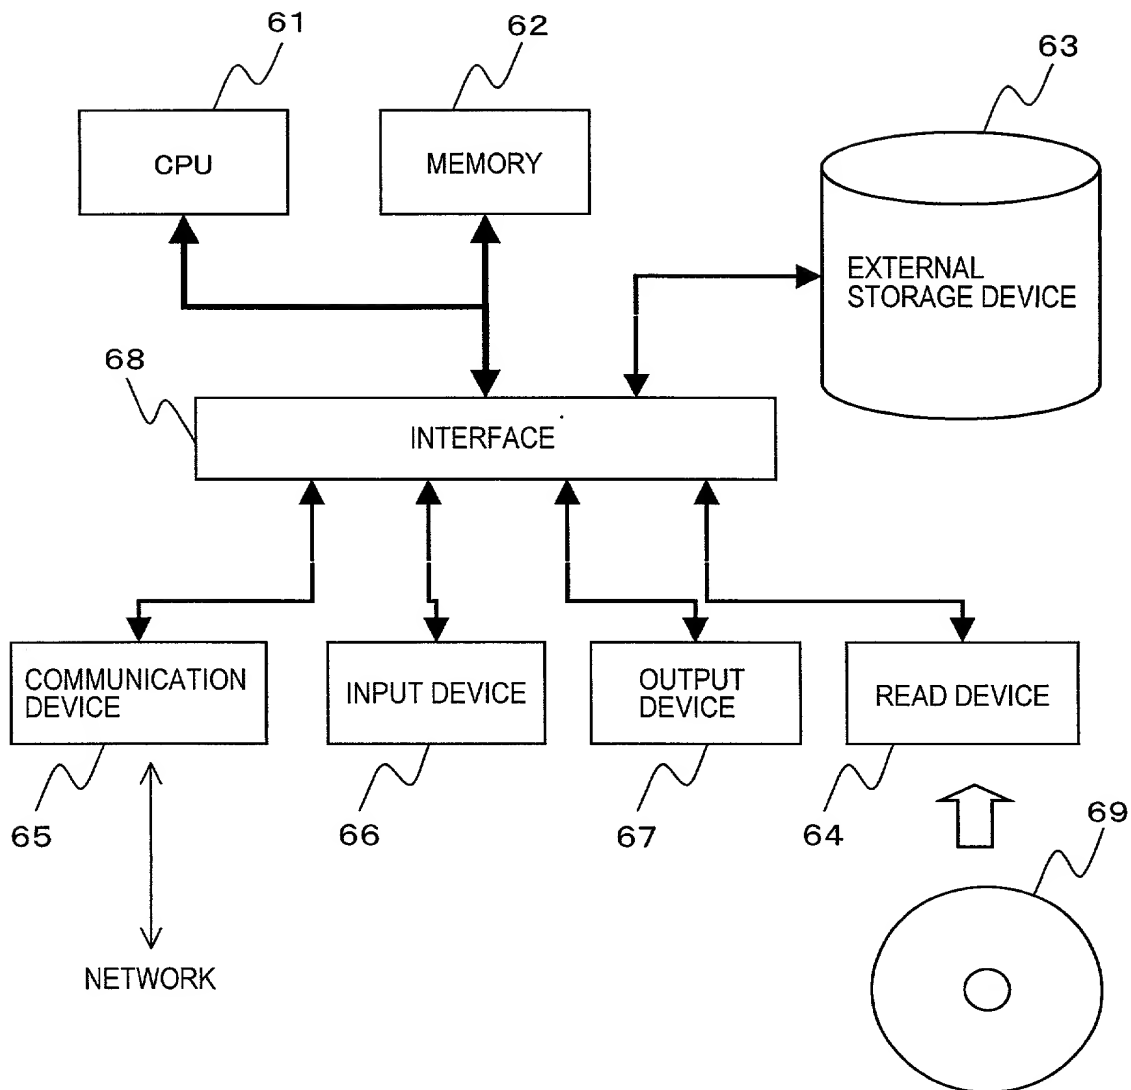 61
62
63
CPU
MEMORY
EXTERNAL
STORAGE DEVICE
68
INTERFACE
COMMUNICATION
DEVICE
INPUT DEVICE
OUTPUT
DEVICE
READ DEVICE
65
66
67
64
69
NETWORK